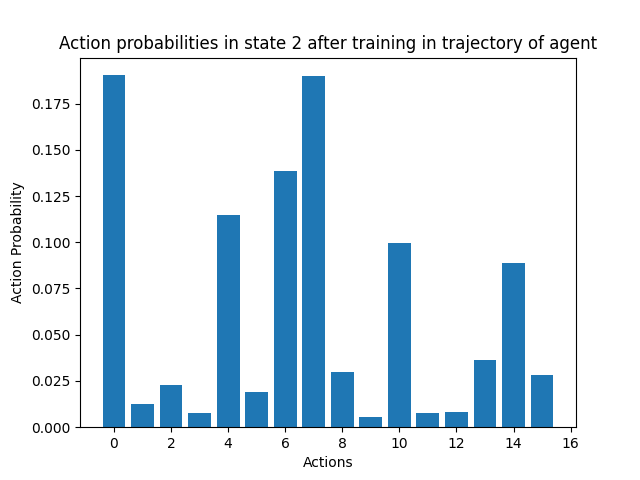 Action probabilities in state 2 after training in trajectory of agent
0.175
0.150
0.125
0.100
0.075
0.050
0.025
0.000
Action Probability
0 2 4 6 8 10 12 14 16
Actions